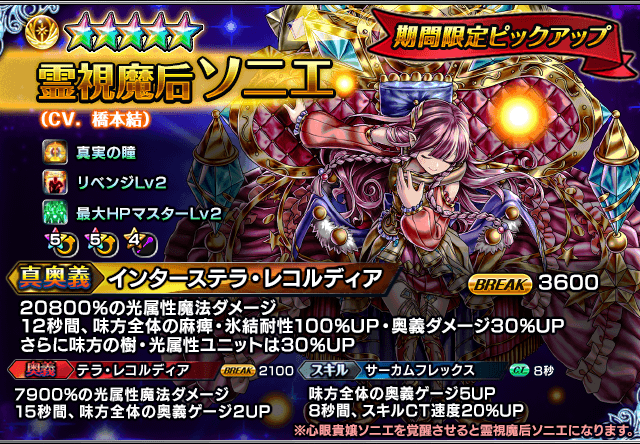 期間限定ピックアップ
霊視魔后 ソニエ
(CV. 橋本結)
真実の瞳
リベンジLv2
最大HPマスターLv2
5 5 4
真奥義 インターステラ・レコルディア BREAK 3600
20800%の光属性魔法ダメージ
12秒間、味方全体の麻痺・氷結耐性100%UP・奥義ダメージ30%UP
さらに味方の樹・光属性ユニットは30%UP
奥義 テラ・レコルディア BREAK 2100
7900%の光属性魔法ダメージ
15秒間、味方全体の奥義ゲージ2UP
スキル サーカムフレックス CT 8秒
味方全体の奥義ゲージ5UP
8秒間、スキルCT速度20%UP
※心眼貴嬢ソニエを覚醒させると霊視魔后ソニエになります。